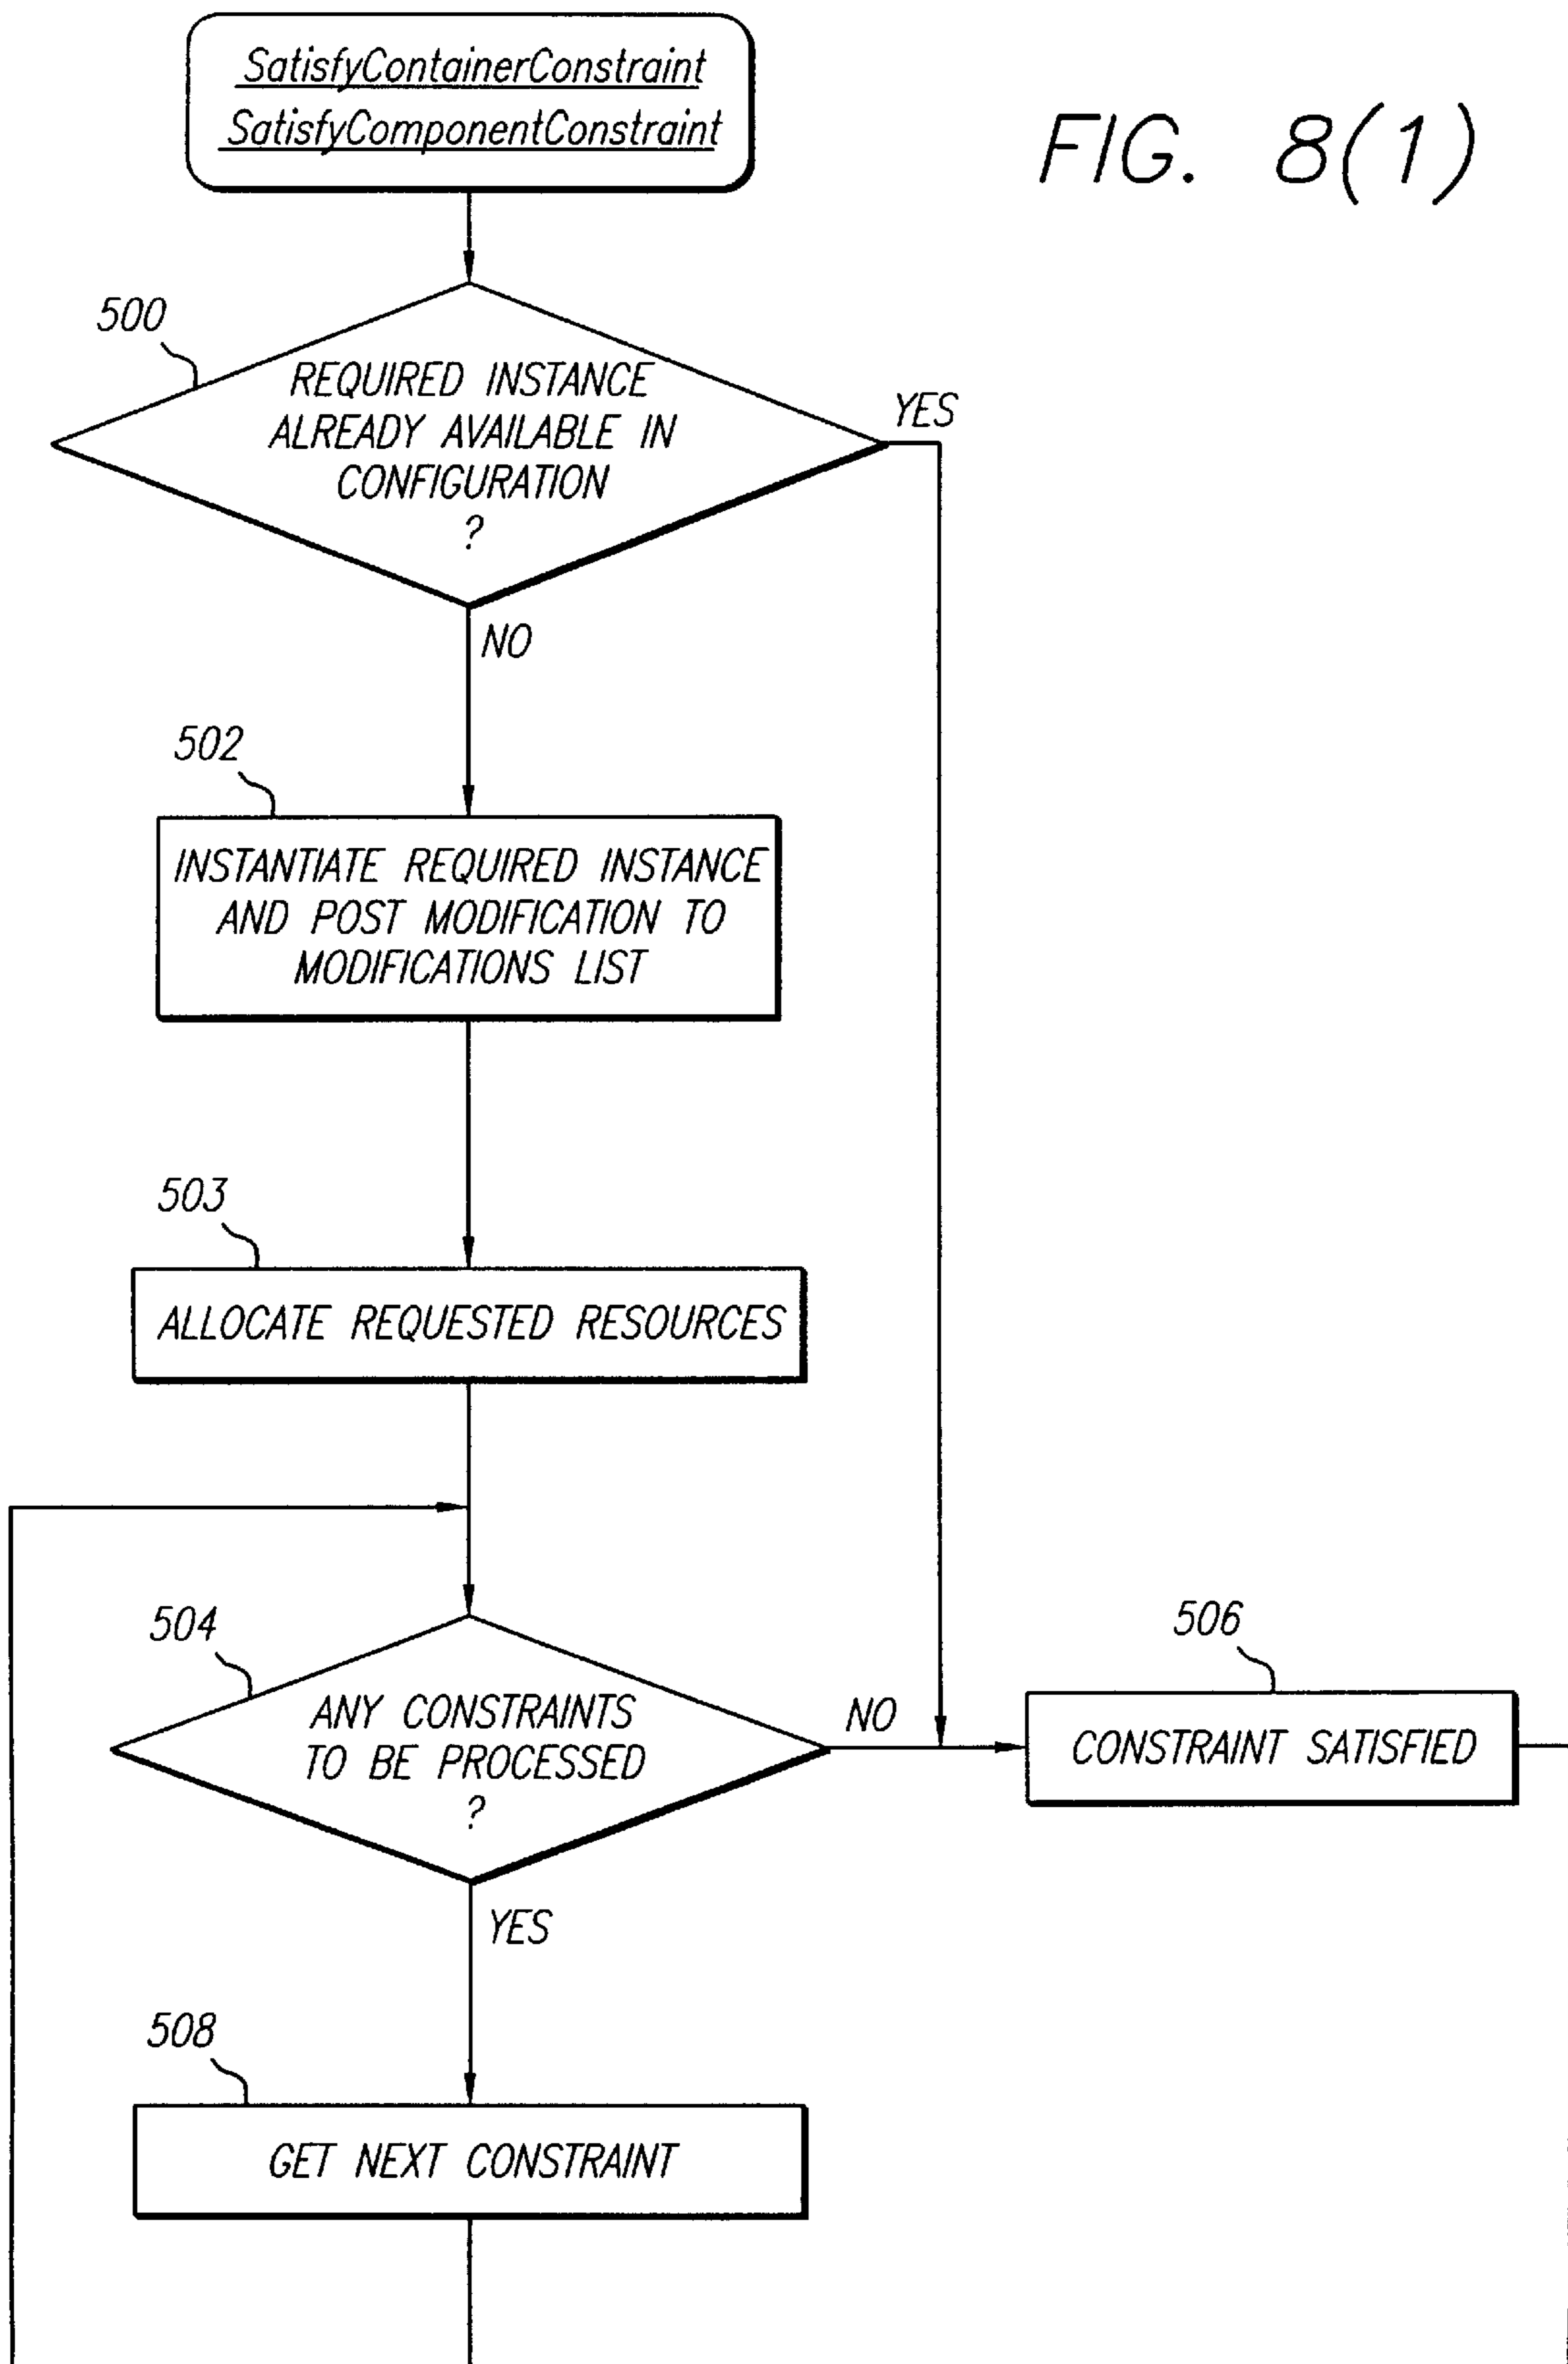 SatisfyContainerConstraint
SatisfyComponentConstraint
FIG. 8(1)
500
REQUIRED INSTANCE
ALREADY AVAILABLE IN
CONFIGURATION
?
YES
NO
502
INSTANTIATE REQUIRED INSTANCE
AND POST MODIFICATION TO
MODIFICATIONS LIST
503
ALLOCATE REQUESTED RESOURCES
504
ANY CONSTRAINTS
TO BE PROCESSED
?
NO
506
CONSTRAINT SATISFIED
YES
508
GET NEXT CONSTRAINT